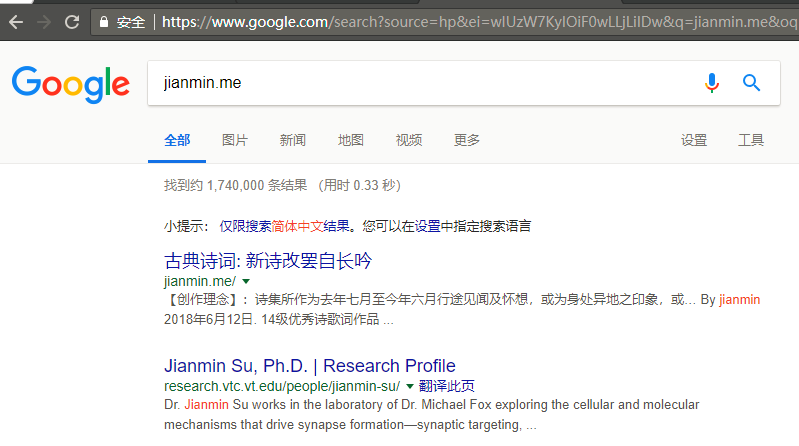 安全 | https://www.google.com/search?source=hp&ei=wlUzW7KyIOiF0wLLjLiIDw&q=jianmin.me&oq
Google
jianmin.me
全部 图片 新闻 地图 视频 更多 设置 工具
找到约 1,740,000 条结果 （用时 0.33 秒）
小提示： 仅限搜索简体中文结果。您可以在设置中指定搜索语言
古典诗词: 新诗改罢自长吟
jianmin.me/
【创作理念】：诗集所作为去年七月至今年六月行途见闻及怀想，或为身处异地之印象，或... By jianmin
2018年6月12日. 14级优秀诗歌词作品 ...
Jianmin Su, Ph.D. | Research Profile
research.vtc.vt.edu/people/jianmin-su/ 翻译此页
Dr. Jianmin Su works in the laboratory of Dr. Michael Fox exploring the cellular and molecular
mechanisms that drive synapse formation—synaptic targeting, ...